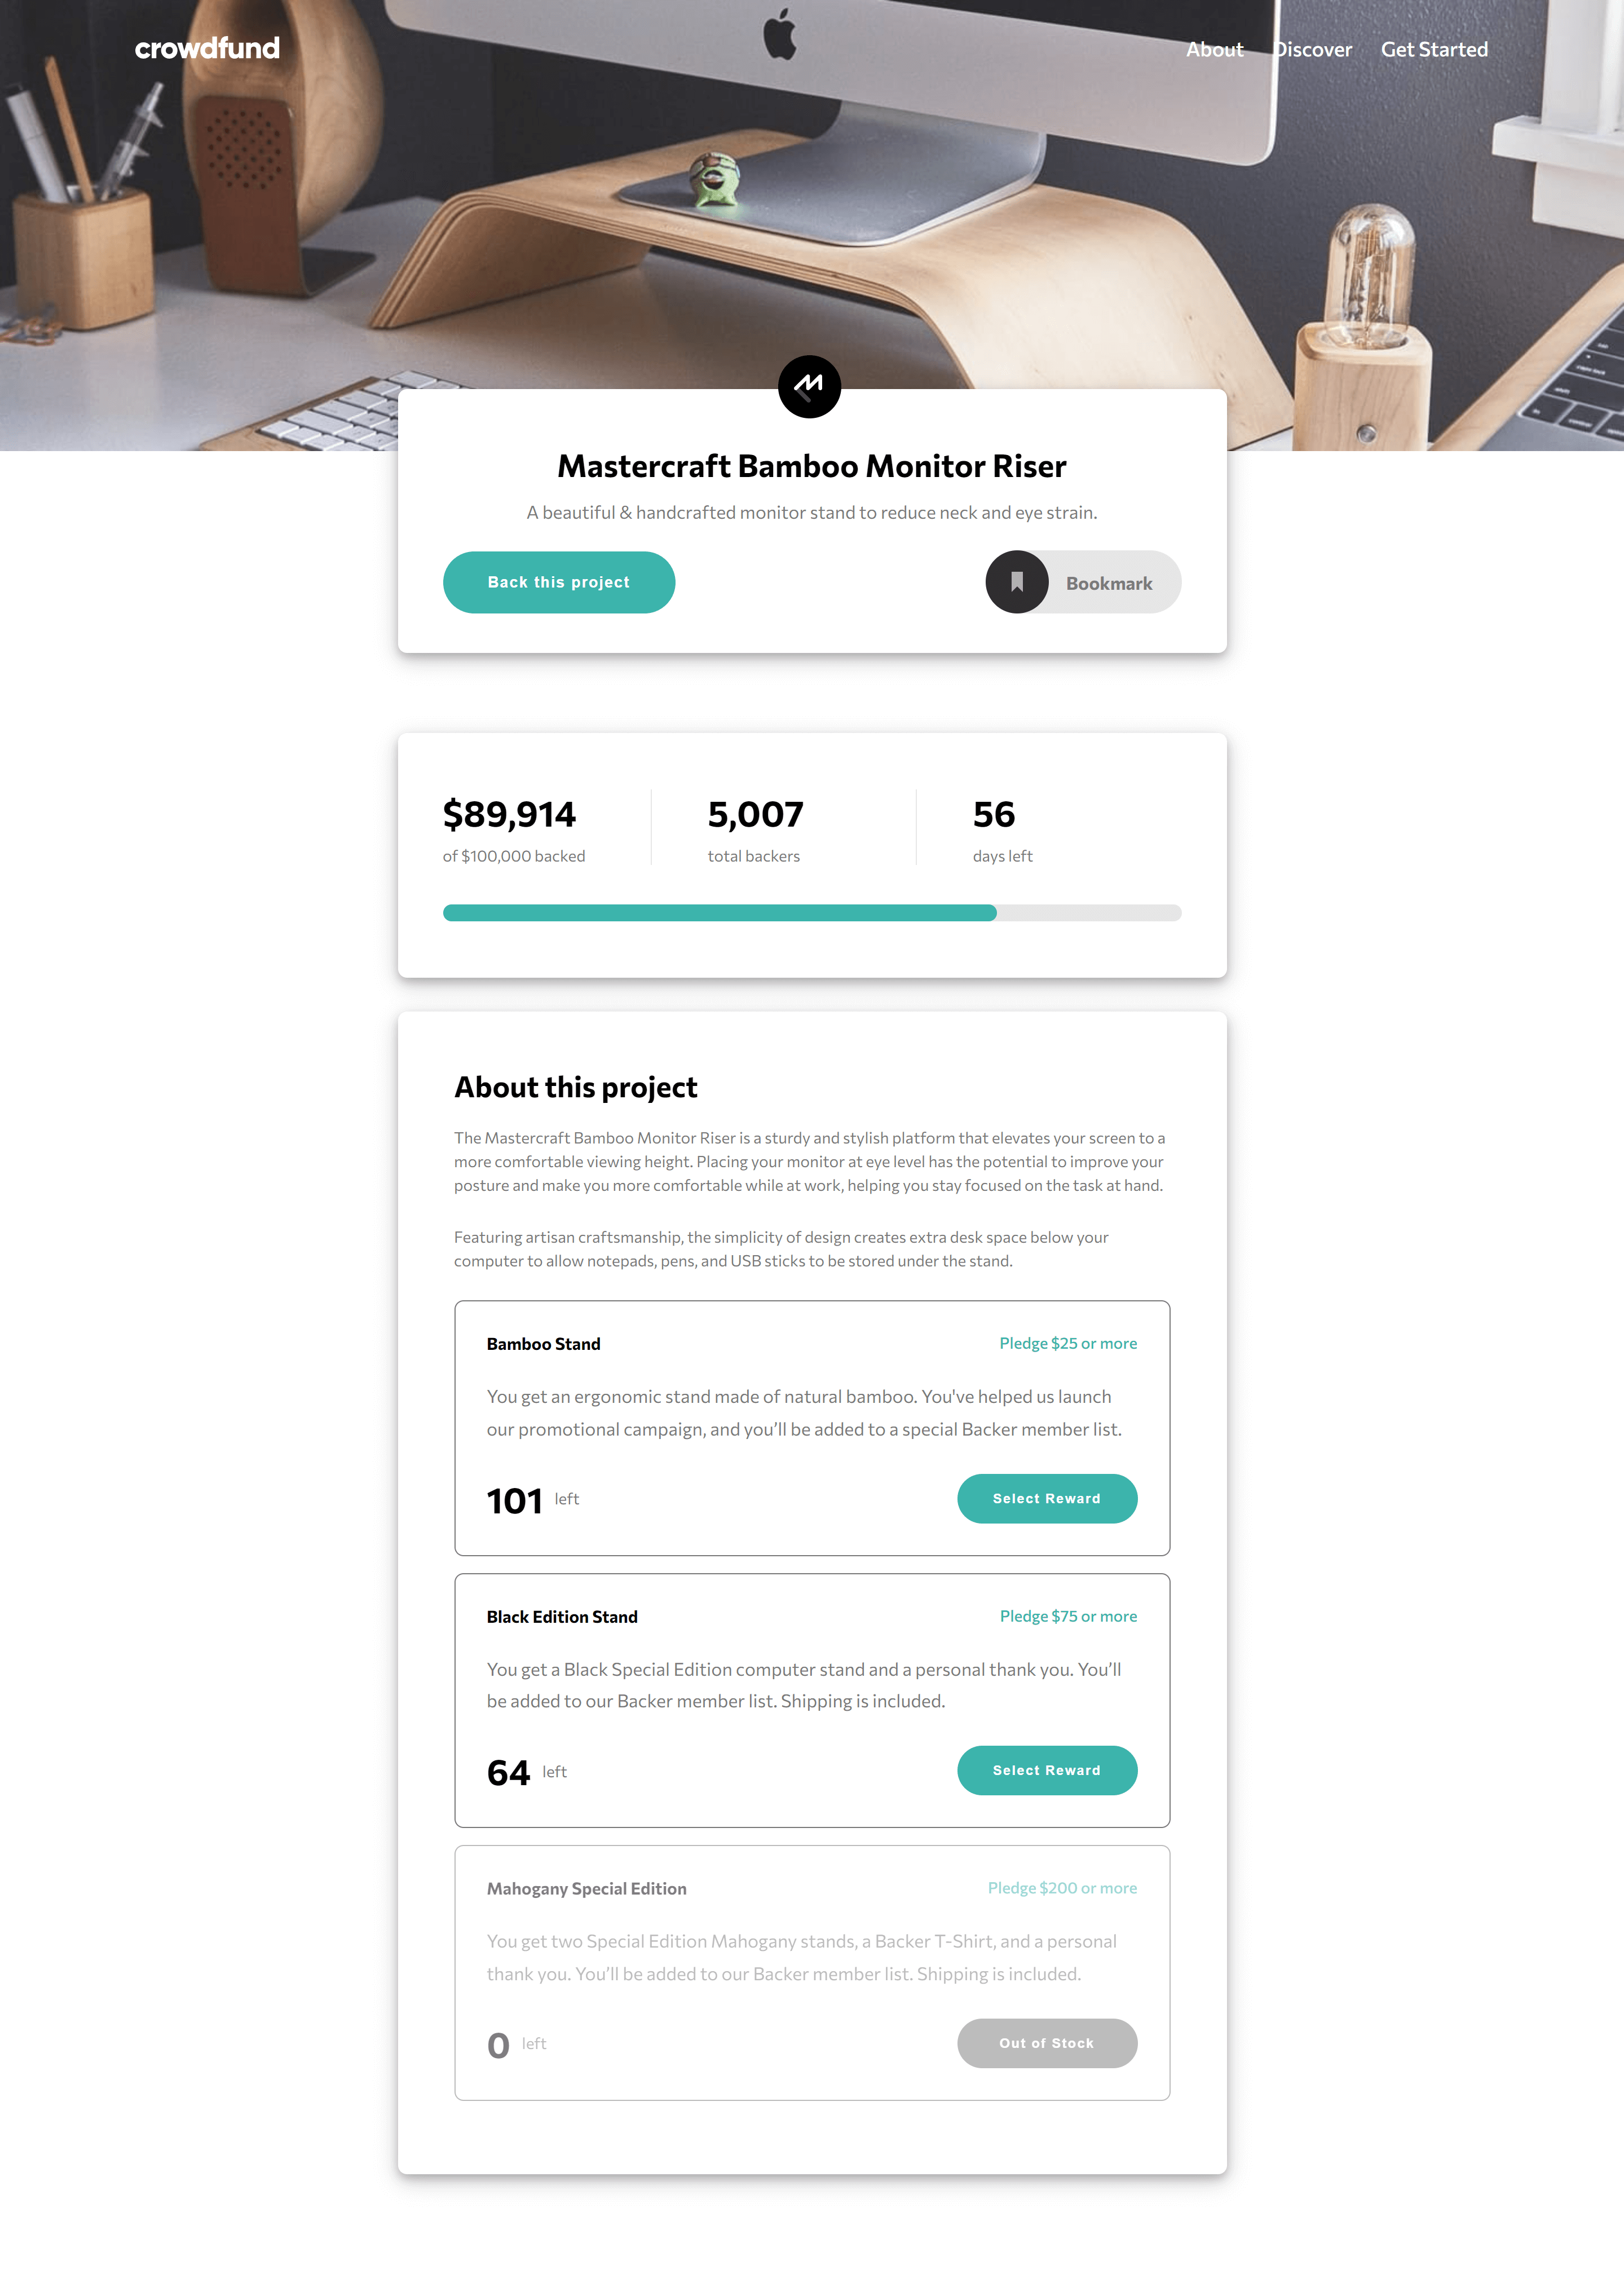 crowdfund
About Discover Get Started
Mastercraft Bamboo Monitor Riser
A beautiful & handcrafted monitor stand to reduce neck and eye strain.
Back this project
Bookmark
$89,914
of $100,000 backed
5,007
total backers
56
days left
About this project
The Mastercraft Bamboo Monitor Riser is a sturdy and stylish platform that elevates your screen to a
more comfortable viewing height. Placing your monitor at eye level has the potential to improve your
posture and make you more comfortable while at work, helping you stay focused on the task at hand.
Featuring artisan craftsmanship, the simplicity of design creates extra desk space below your
computer to allow notepads, pens, and USB sticks to be stored under the stand.
Bamboo Stand
Pledge $25 or more
You get an ergonomic stand made of natural bamboo. You've helped us launch
our promotional campaign, and you’ll be added to a special Backer member list.
101 left
Select Reward
Black Edition Stand
Pledge $75 or more
You get a Black Special Edition computer stand and a personal thank you. You’ll
be added to our Backer member list. Shipping is included.
64 left
Select Reward
Mahogany Special Edition
Pledge $200 or more
You get two Special Edition Mahogany stands, a Backer T-Shirt, and a personal
thank you. You’ll be added to our Backer member list. Shipping is included.
0 left
Out of Stock